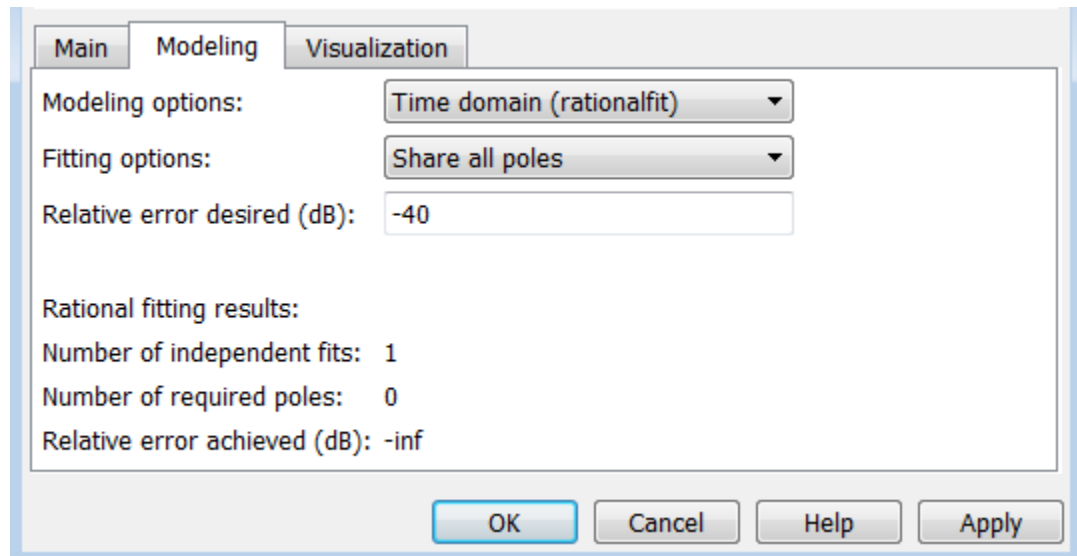 Main Modeling Visualization
Modeling options: Time domain (rationalfit)
Fitting options: Share all poles
Relative error desired (dB): -40
Rational fitting results:
Number of independent fits: 1
Number of required poles: 0
Relative error achieved (dB): -inf
OK Cancel Help Apply